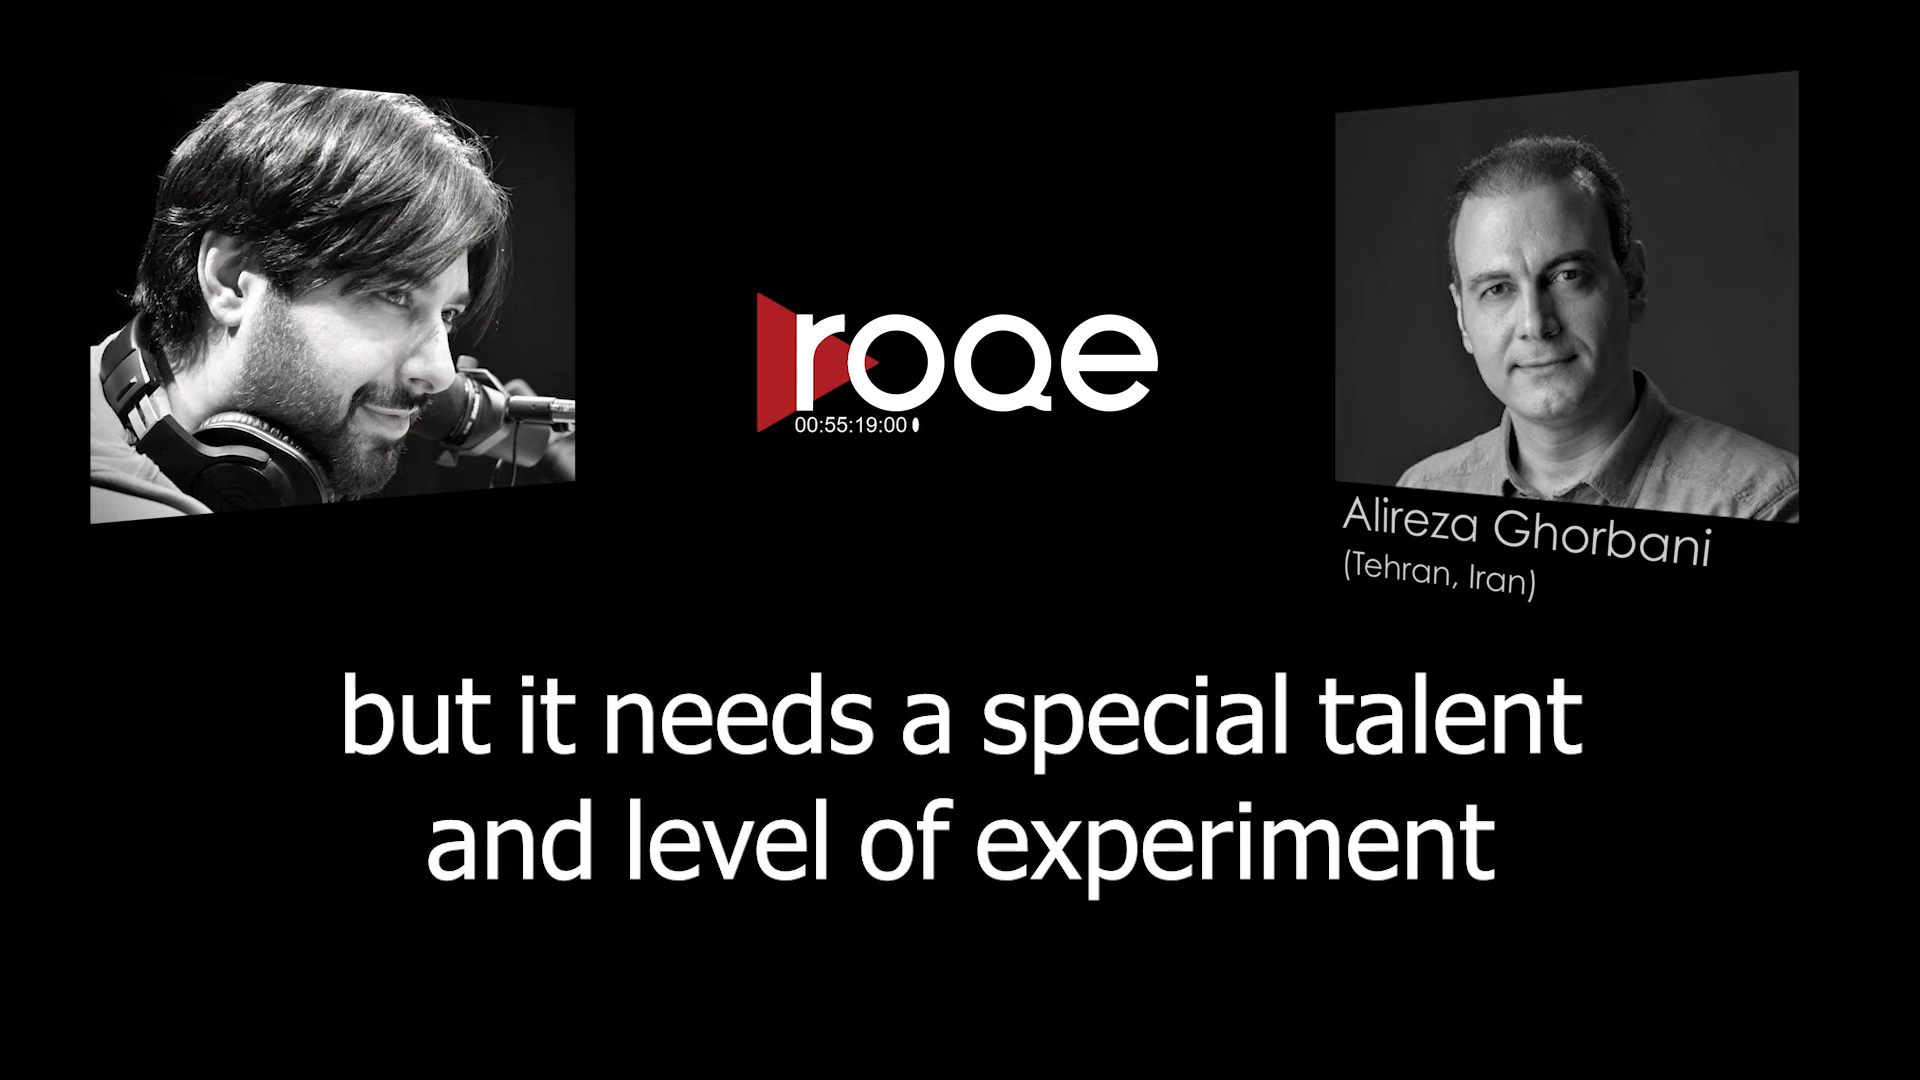 roqe
00:55:19:00
Alireza Ghorbani
(Tehran, Iran)
but it needs a special talent
and level of experiment